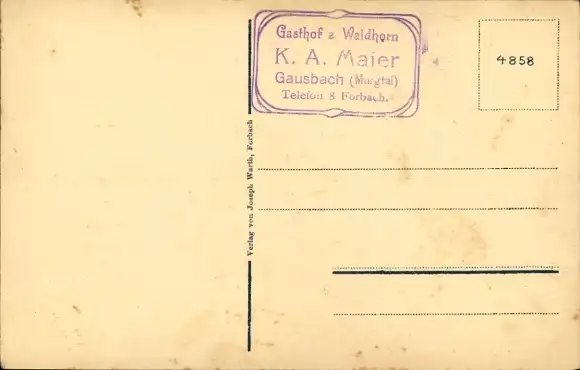 Gasthof z. Waldhorn
K. A. Maier
Gausbach (Murgtal)
Telefon 8 Forbach.
4858
Verlag von Joseph Warth, Forbach